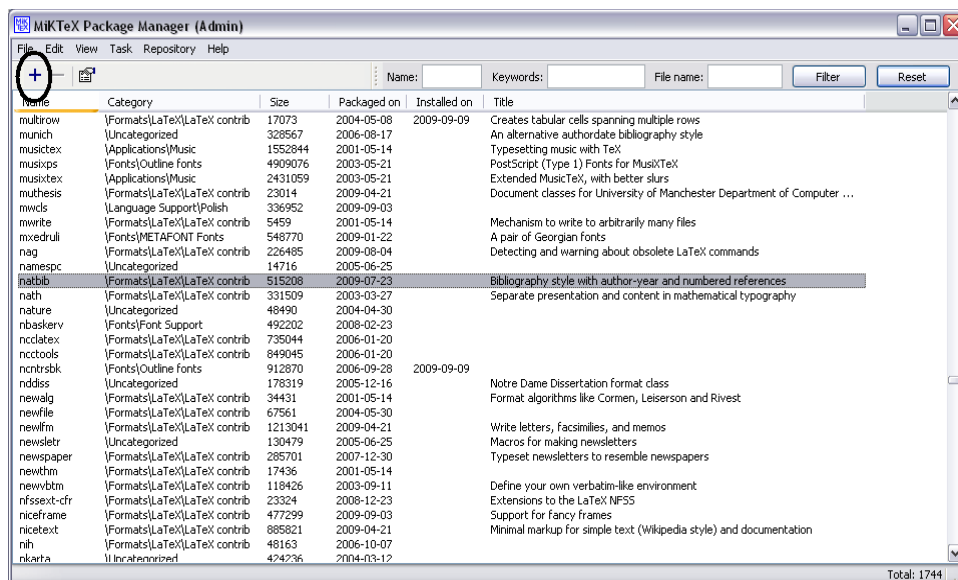 MiKTeX Package Manager (Admin)
File Edit View Task Repository Help
Name: Keywords: File name: Filter Reset
Name Category Size Packaged on Installed on Title
multirow \Formats\LaTeX\LaTeX contrib 17073 2004-05-08 2009-09-09 Creates tabular cells spanning multiple rows
munich \Uncategorized 328567 2006-08-17 An alternative authordate bibliography style
musictex \Applications\Music 1552844 2001-05-14 Typesetting music with TeX
musixps \Fonts\Outline fonts 4909076 2003-05-21 PostScript (Type 1) Fonts for MusiXTeX
musixtex \Applications\Music 2431059 2003-05-21 Extended MusicTeX, with better slurs
muthesis \Formats\LaTeX\LaTeX contrib 23014 2009-04-21 Document classes for University of Manchester Department of Computer ...
mwcls \Language Support\Polish 336952 2009-09-03
mwrite \Formats\LaTeX\LaTeX contrib 5459 2001-05-14 Mechanism to write to arbitrarily many files
mxedruli \Fonts\METAFONT Fonts 548770 2009-01-22 A pair of Georgian fonts
nag \Formats\LaTeX\LaTeX contrib 226485 2009-08-04 Detecting and warning about obsolete LaTeX commands
namespc \Uncategorized 14716 2005-06-25
natbib \Formats\LaTeX\LaTeX contrib 515208 2009-07-23 Bibliography style with author-year and numbered references
nath \Formats\LaTeX\LaTeX contrib 331509 2003-03-27 Separate presentation and content in mathematical typography
nature \Uncategorized 48490 2004-04-30
nbaskerv \Fonts\Font Support 492202 2008-02-23
ncclatex \Formats\LaTeX\LaTeX contrib 735044 2006-01-20
ncctools \Formats\LaTeX\LaTeX contrib 849045 2006-01-20
ncntrsbk \Fonts\Outline fonts 912870 2006-09-28 2009-09-09
nddiss \Uncategorized 178319 2005-12-16 Notre Dame Dissertation format class
newalg \Formats\LaTeX\LaTeX contrib 34431 2001-05-14 Format algorithms like Cormen, Leiserson and Rivest
newfile \Formats\LaTeX\LaTeX contrib 67561 2004-05-30
newlfm \Formats\LaTeX\LaTeX contrib 1213041 2009-04-21 Write letters, facsimilies, and memos
newsletr \Uncategorized 130479 2005-06-25 Macros for making newsletters
newspaper \Formats\LaTeX\LaTeX contrib 285701 2007-12-30 Typeset newsletters to resemble newspapers
newthm \Formats\LaTeX\LaTeX contrib 17436 2001-05-14
newvbtm \Formats\LaTeX\LaTeX contrib 118426 2003-09-11 Define your own verbatim-like environment
nfssext-cfr \Formats\LaTeX\LaTeX contrib 23324 2008-12-23 Extensions to the LaTeX NFSS
niceframe \Formats\LaTeX\LaTeX contrib 477299 2009-09-03 Support for fancy frames
nicetext \Formats\LaTeX\LaTeX contrib 885821 2009-04-21 Minimal markup for simple text (Wikipedia style) and documentation
nih \Formats\LaTeX\LaTeX contrib 48163 2006-10-07
nkarta \Uncategorized 424236 2004-03-12
Total: 1744